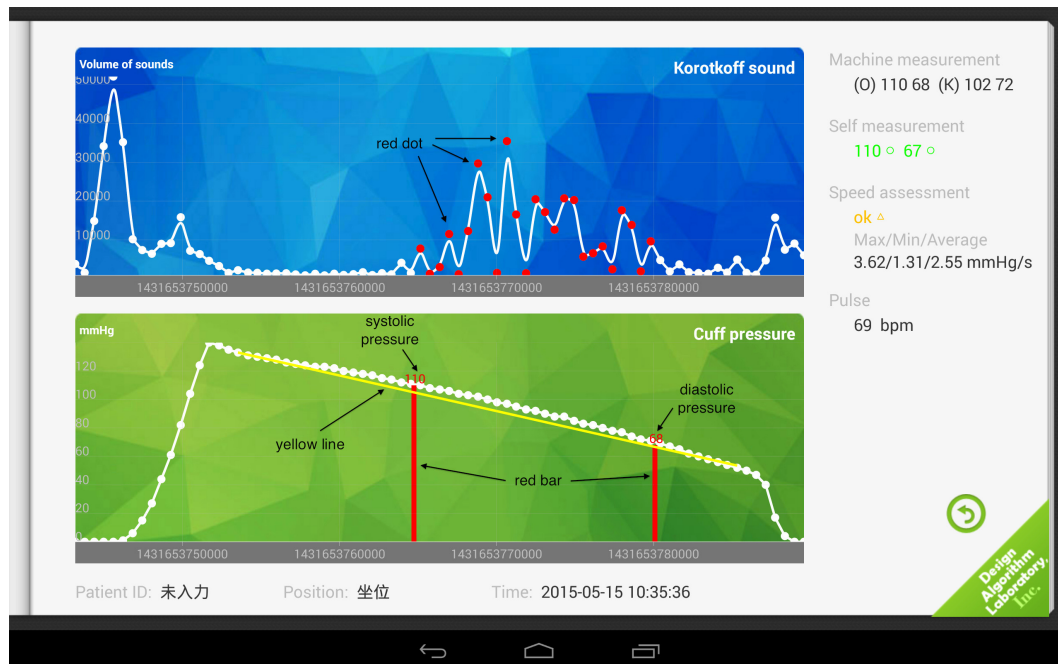 Volume of sounds
Korotkoff sound
50000
40000
30000
20000
10000
red dot
1431653750000 1431653760000 1431653770000 1431653780000
mmHg
Cuff pressure
systolic
pressure
110
diastolic
pressure
68
yellow line
red bar
120
100
80
60
40
20
0
1431653750000 1431653760000 1431653770000 1431653780000
Patient ID: 未入力 Position: 坐位 Time: 2015-05-15 10:35:36
Machine measurement
(O) 110 68 (K) 102 72
Self measurement
110 ○ 67 ○
Speed assessment
ok △
Max/Min/Average
3.62/1.31/2.55 mmHg/s
Pulse
69 bpm
Design
Algorithm
Laboratory,
Inc.